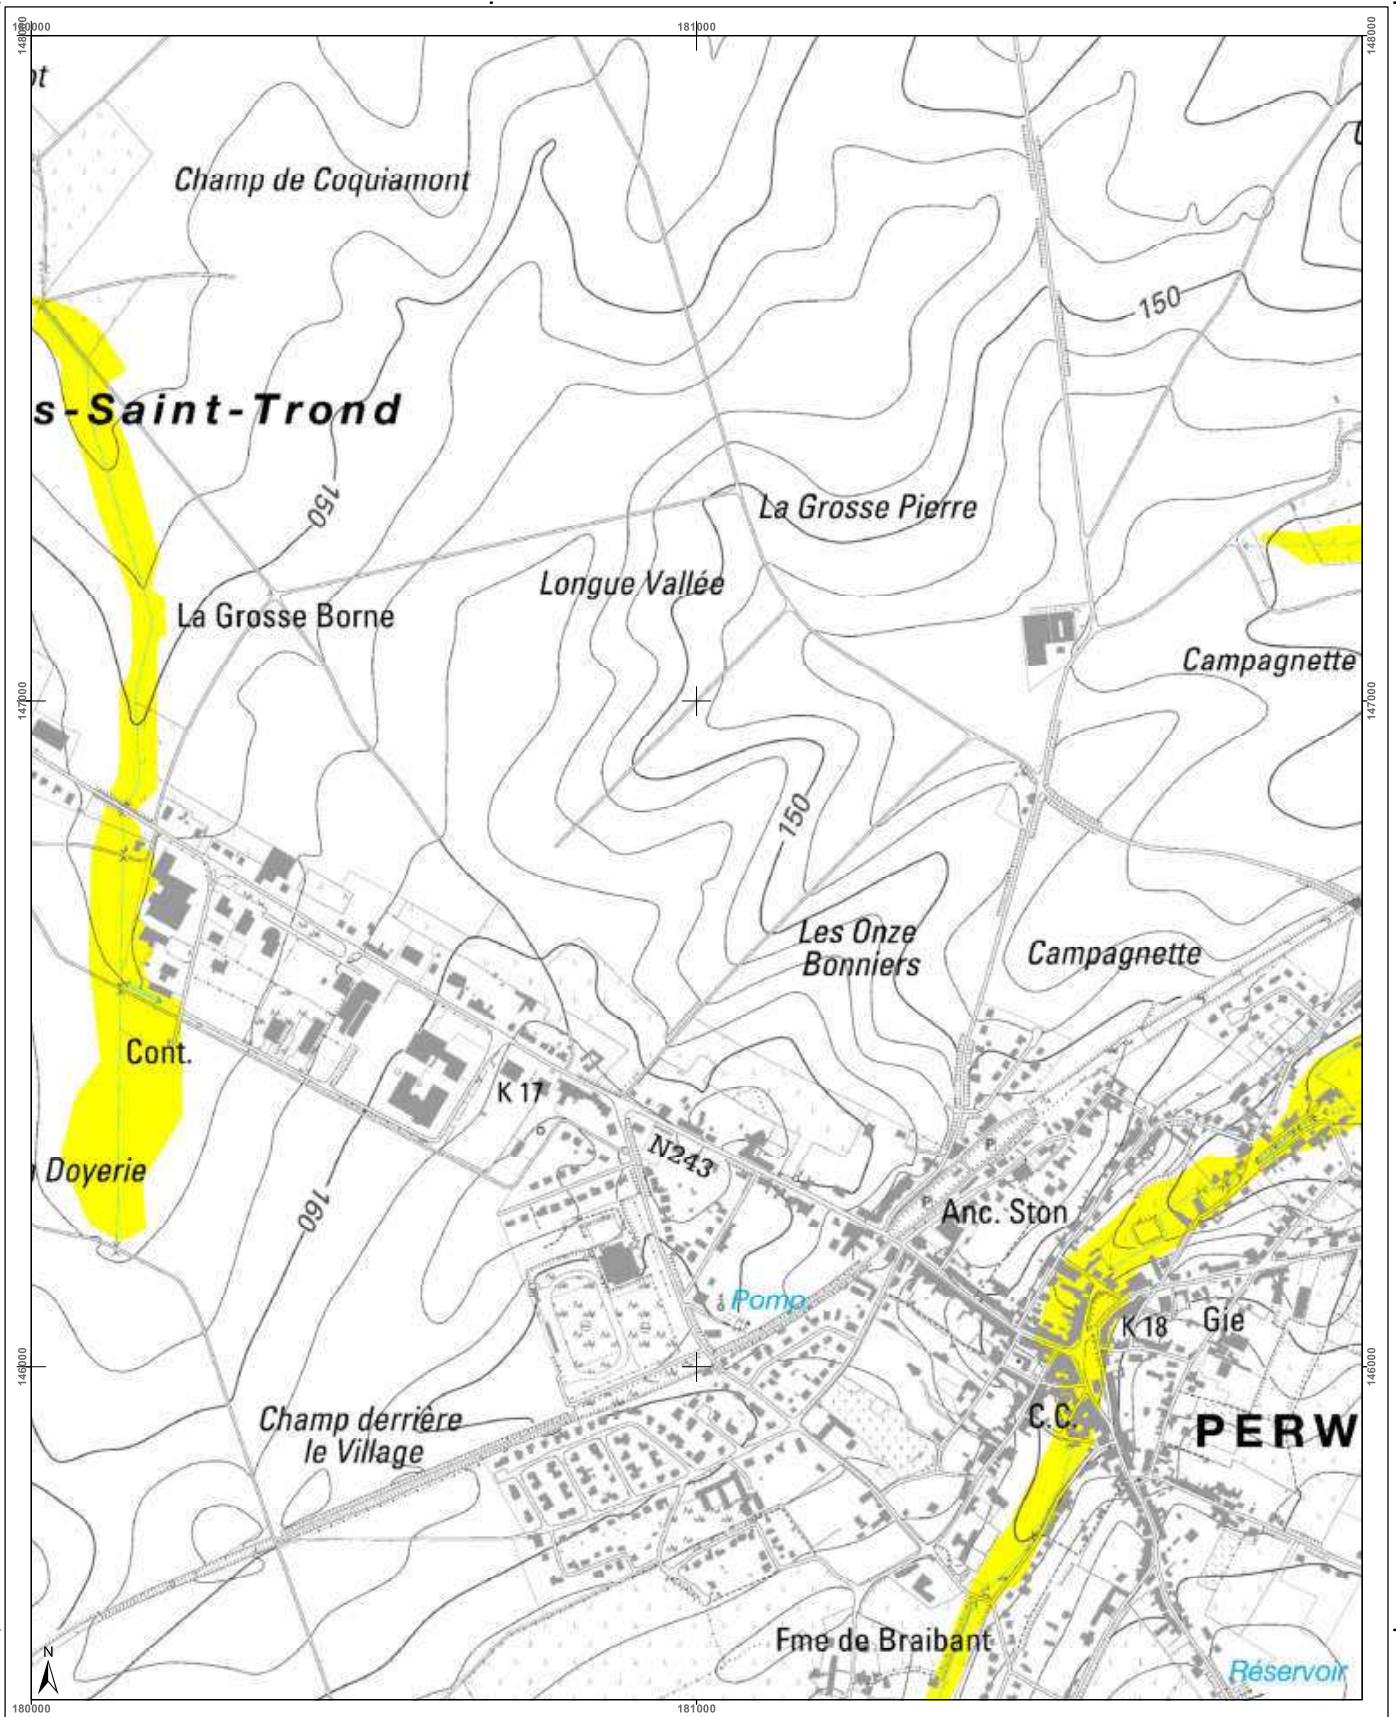 180000
181000
148000
148000
Champ de Coquiamont
150
s-Saint-Trond
150
La Grosse Pierre
Longue Vallée
La Grosse Borne
Campagnette
147000
147000
150
Les Onze
Bonniers
Campagnette
Cont.
K 17
N243
Doyerie
160
Anc. Ston
P.
P.
Pomp.
K 18
Gie
146000
146000
Champ derrière
le Village
C.C.
PERW
Fme de Braibant
Réservoir
N
180000
181000